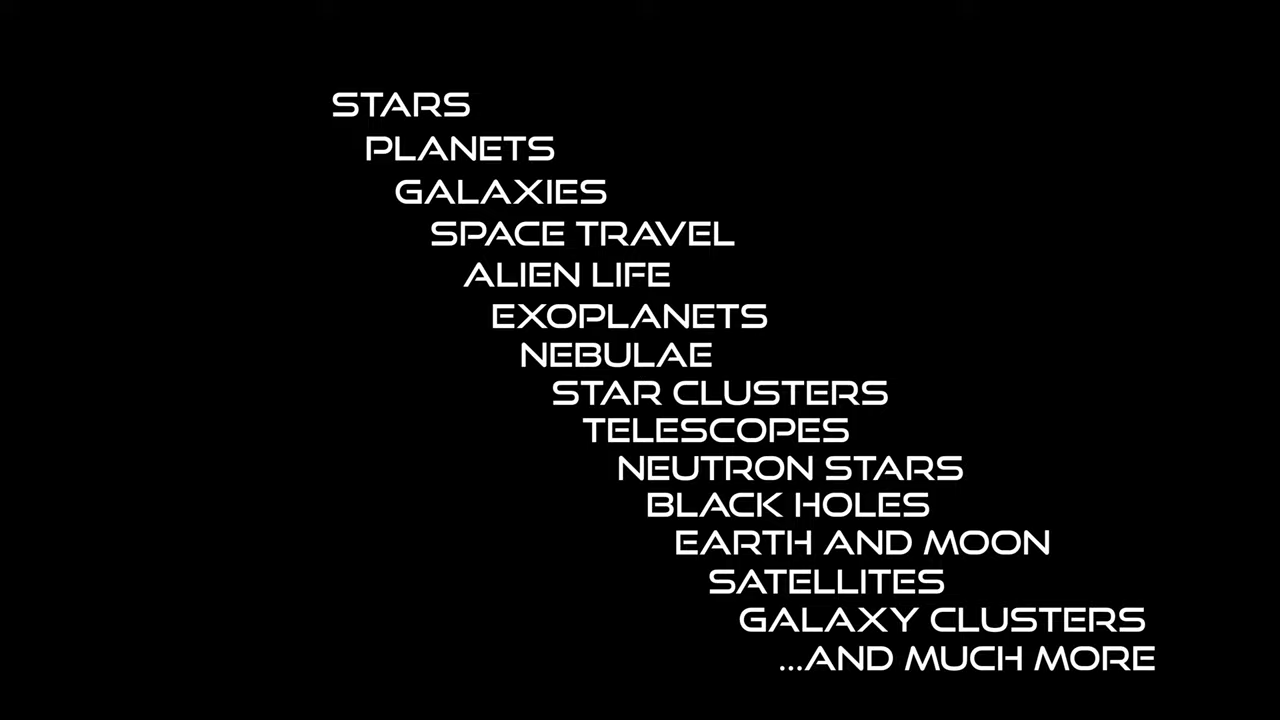 STARS
PLANETS
GALAXIES
SPACE TRAVEL
ALIEN LIFE
EXOPLANETS
NEBULAE
STAR CLUSTERS
TELESCOPES
NEUTRON STARS
BLACK HOLES
EARTH AND MOON
SATELLITES
GALAXY CLUSTERS
...AND MUCH MORE